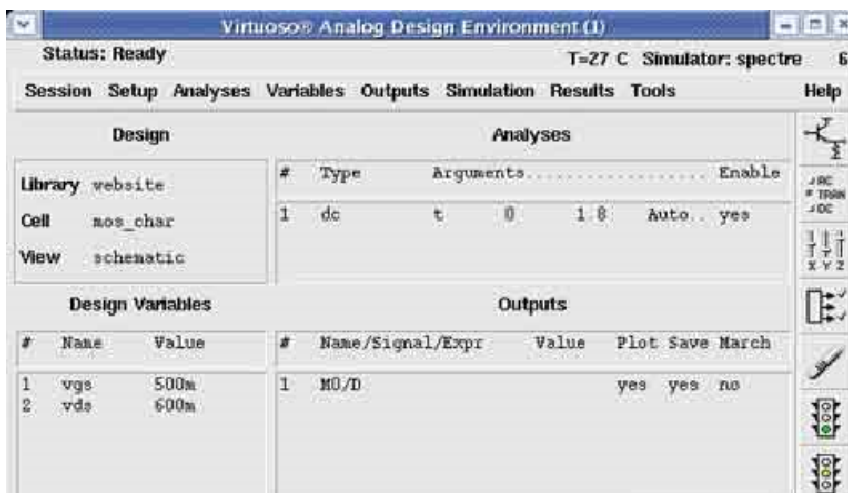 Virtuoso® Analog Design Environment (1)
Status: Ready
T=27 C Simulator: spectre 6
Session Setup Analyses Variables Outputs Simulation Results Tools Help
Design
Analyses
Library website
Cell mos_char
View schematic
# Type Arguments................... Enable
1 dc t 0 1.8 Auto.. yes
Design Variables
Outputs
# Name Value
# Name/Signal/Expr Value Plot Save March
1 vgs 500m
2 vds 600m
1 M0/D yes yes no
TRAN
DC
X Y Z